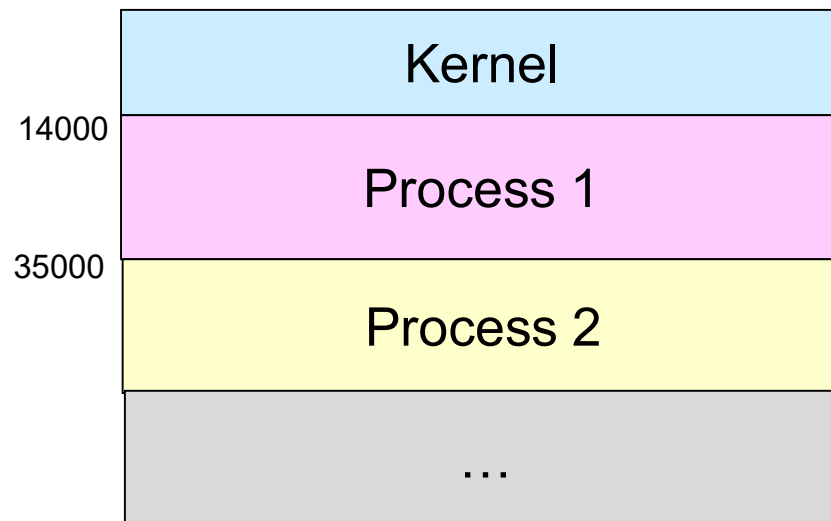 Kernel
14000
Process 1
35000
Process 2
…